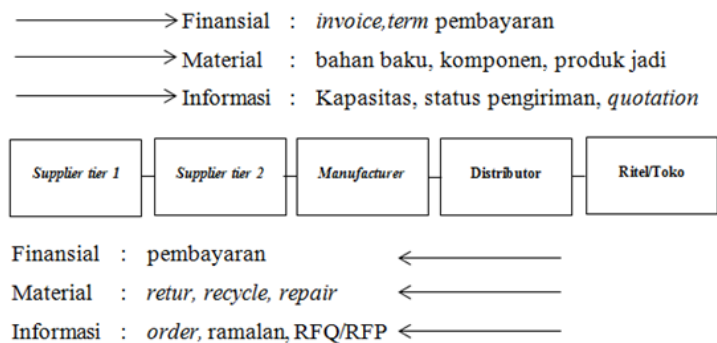 Finansial : invoice,term pembayaran
Material : bahan baku, komponen, produk jadi
Informasi : Kapasitas, status pengiriman, quotation
Supplier tier 1 Supplier tier 2 Manufacturer Distributor Ritel/Toko
Finansial : pembayaran
Material : retur, recycle, repair
Informasi : order, ramalan, RFQ/RFP